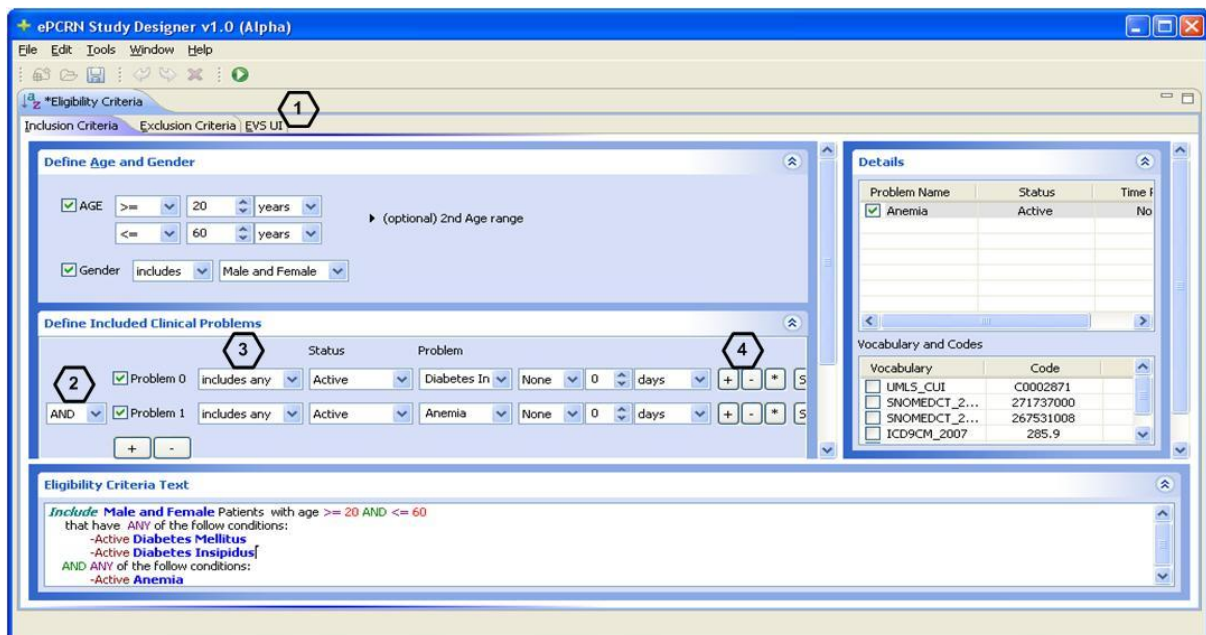 ePCRN Study Designer v1.0 (Alpha)
File Edit Tools Window Help
*Eligibility Criteria
1
Inclusion Criteria Exclusion Criteria EVS UI
Define Age and Gender
AGE >= 20 years
(optional) 2nd Age range
<= 60 years
Gender includes Male and Female
Define Included Clinical Problems
3 4
Status Problem
2
Problem 0 includes any Active Diabetes In None 0 days + - * S
AND Problem 1 includes any Active Anemia None 0 days + - * S
+ -
Details
Problem Name Status Time
Anemia Active No
Vocabulary and Codes
Vocabulary Code
UMLS_CUI C0002871
SNOMEDCT_2... 271737000
SNOMEDCT_2... 267531008
ICD9CM_2007 285.9
Eligibility Criteria Text
Include Male and Female Patients with age >= 20 AND <= 60
that have ANY of the follow conditions:
-Active Diabetes Mellitus
-Active Diabetes Insipidus
AND ANY of the follow conditions:
-Active Anemia